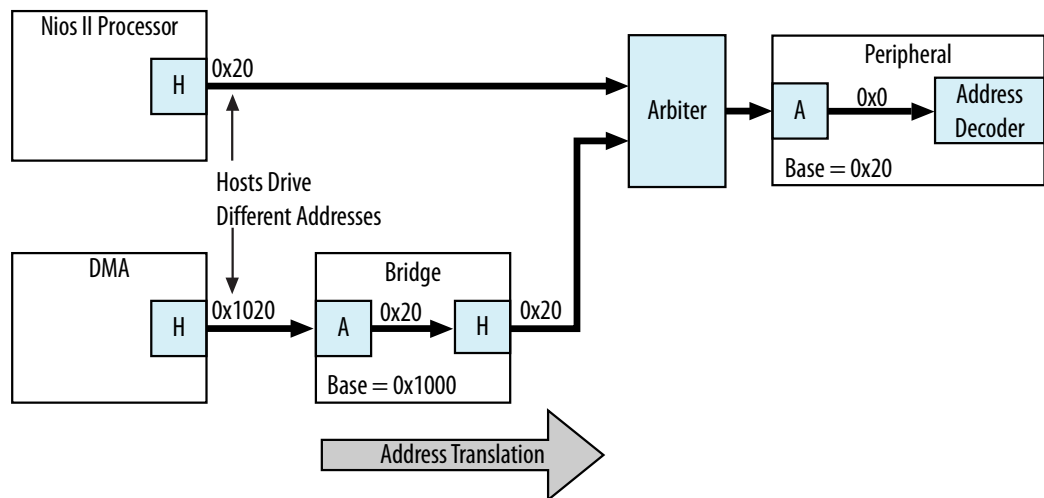 Nios II Processor
H
0x20
Hosts Drive
Different Addresses
Arbiter
Peripheral
A
0x0
Address
Decoder
Base = 0x20
DMA
H
0x1020
Bridge
A
0x20
H
0x20
Base = 0x1000
Address Translation